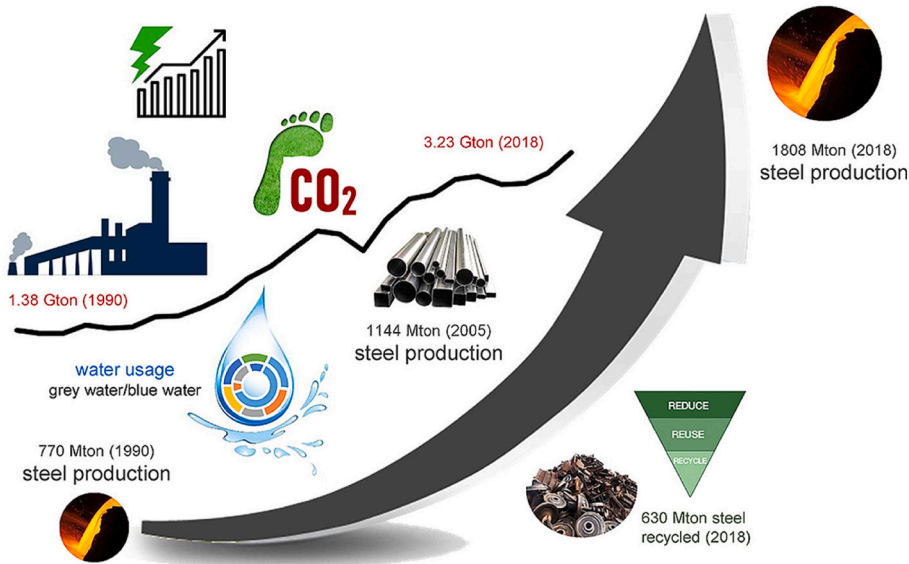 CO2
3.23 Gton (2018)
1808 Mton (2018)
steel production
1.38 Gton (1990)
1144 Mton (2005)
steel production
water usage
grey water/blue water
770 Mton (1990)
steel production
REDUCE
REUSE
RECYCLE
630 Mton steel
recycled (2018)